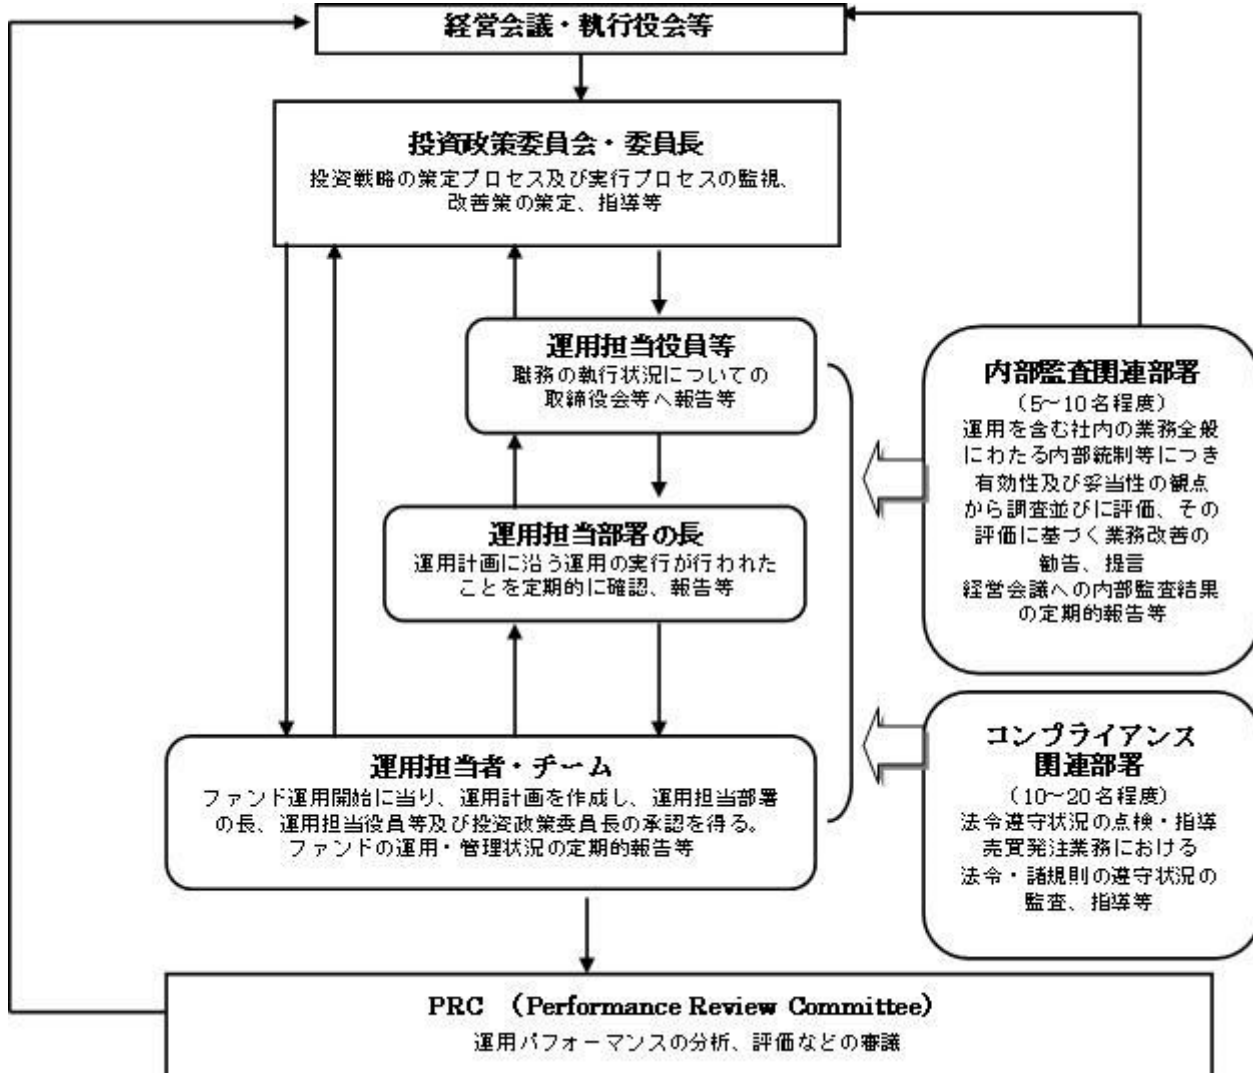 経営会議・執行役会等
投資政策委員会・委員長
投資戦略の策定プロセス及び実行プロセスの監視、
改善策の策定、指導等
運用担当役員等
職務の執行状況についての
取締役会等へ報告等
運用担当部署の長
運用計画に沿う運用の実行が行われた
ことを定期的に確認、報告等
運用担当者・チーム
ファンド運用開始に当り、運用計画を作成し、運用担当部署
の長、運用担当役員等及び投資政策委員長の承認を得る。
ファンドの運用・管理状況の定期的報告等
内部監査関連部署
（5～10名程度）
運用を含む社内の業務全般
にわたる内部統制等につき
有効性及び妥当性の観点
から調査並びに評価、その
評価に基づく業務改善の
勧告、提言
経営会議への内部監査結果
の定期的報告等
コンプライアンス
関連部署
（10～20名程度）
法令遵守状況の点検・指導
売買発注業務における
法令・諸規則の遵守状況の
監査、指導等
PRC （Performance Review Committee）
運用パフォーマンスの分析、評価などの審議